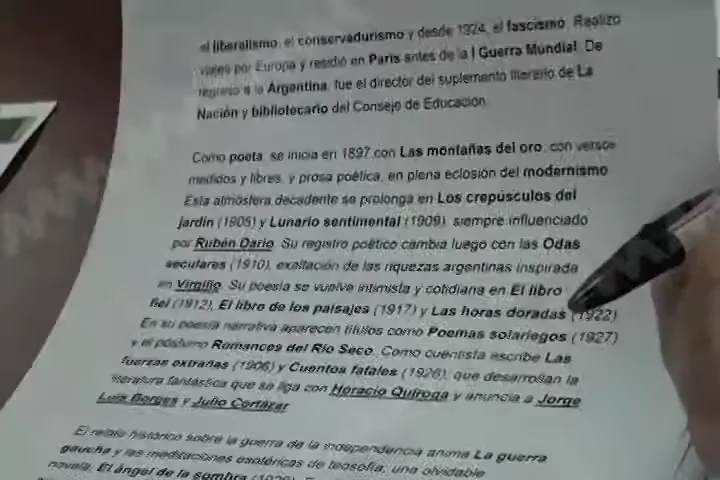 el liberalismo, el conservadurismo y desde 1924, el fascismo. Realizó
viajes por Europa y residió en París antes de la I Guerra Mundial. De
regreso a la Argentina, fue el director del suplemento literario de La
Nación y bibliotecario del Consejo de Educación.
Como poeta, se inicia en 1897 con Las montañas del oro, con versos
medidos y libres, y prosa poética, en plena eclosión del modernismo.
Esta atmósfera decadente se prolonga en Los crepúsculos del
jardín (1905) y Lunario sentimental (1909), siempre influenciado
por Rubén Darío. Su registro poético cambia luego con las Odas
seculares (1910), exaltación de las riquezas argentinas inspirada
en Virgilio. Su poesía se vuelve intimista y cotidiana en El libro
fiel (1912), El libro de los paisajes (1917) y Las horas doradas (1922)
En su poesía narrativa aparecen títulos como Poemas solariegos (1927)
y el póstumo Romances del Río Seco. Como cuentista escribe Las
fuerzas extrañas (1906) y Cuentos fatales (1926), que desarrollan la
literatura fantástica que se liga con Horacio Quiroga y anuncia a Jorge
Luis Borges y Julio Cortázar
El relato histórico sobre la guerra de la independencia anima La guerra
gaucha y las meditaciones esotéricas de teosofía, una olvidable
novela, El ángel de la sombra